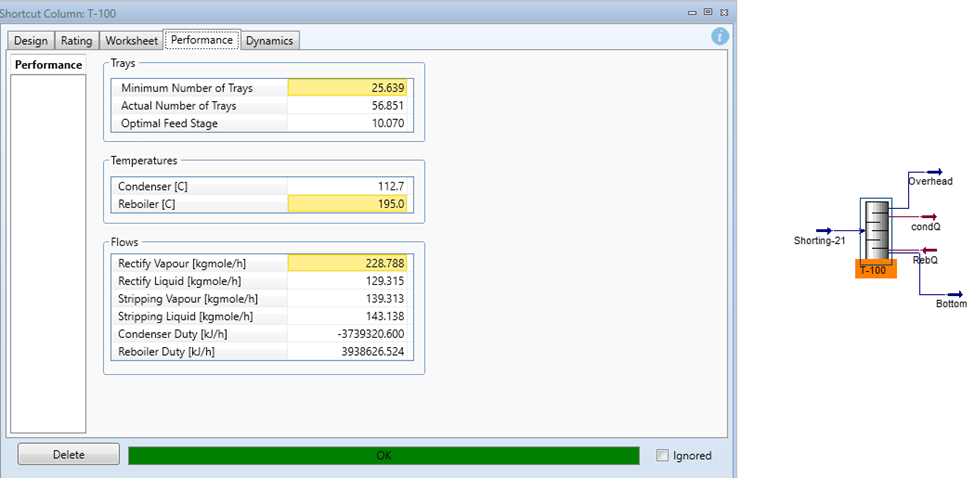 Shortcut Column: T-100
Design Rating Worksheet Performance Dynamics
Performance
Trays
Minimum Number of Trays 25.639
Actual Number of Trays 56.851
Optimal Feed Stage 10.070
Temperatures
Condenser [C] 112.7
Reboiler [C] 195.0
Flows
Rectify Vapour [kgmole/h] 228.788
Rectify Liquid [kgmole/h] 129.315
Stripping Vapour [kgmole/h] 139.313
Stripping Liquid [kgmole/h] 143.138
Condenser Duty [kJ/h] -3739320.600
Reboiler Duty [kJ/h] 3938626.524
Delete OK Ignored
Overhead
condQ
Shorting-21
RebQ
T-100
Bottom